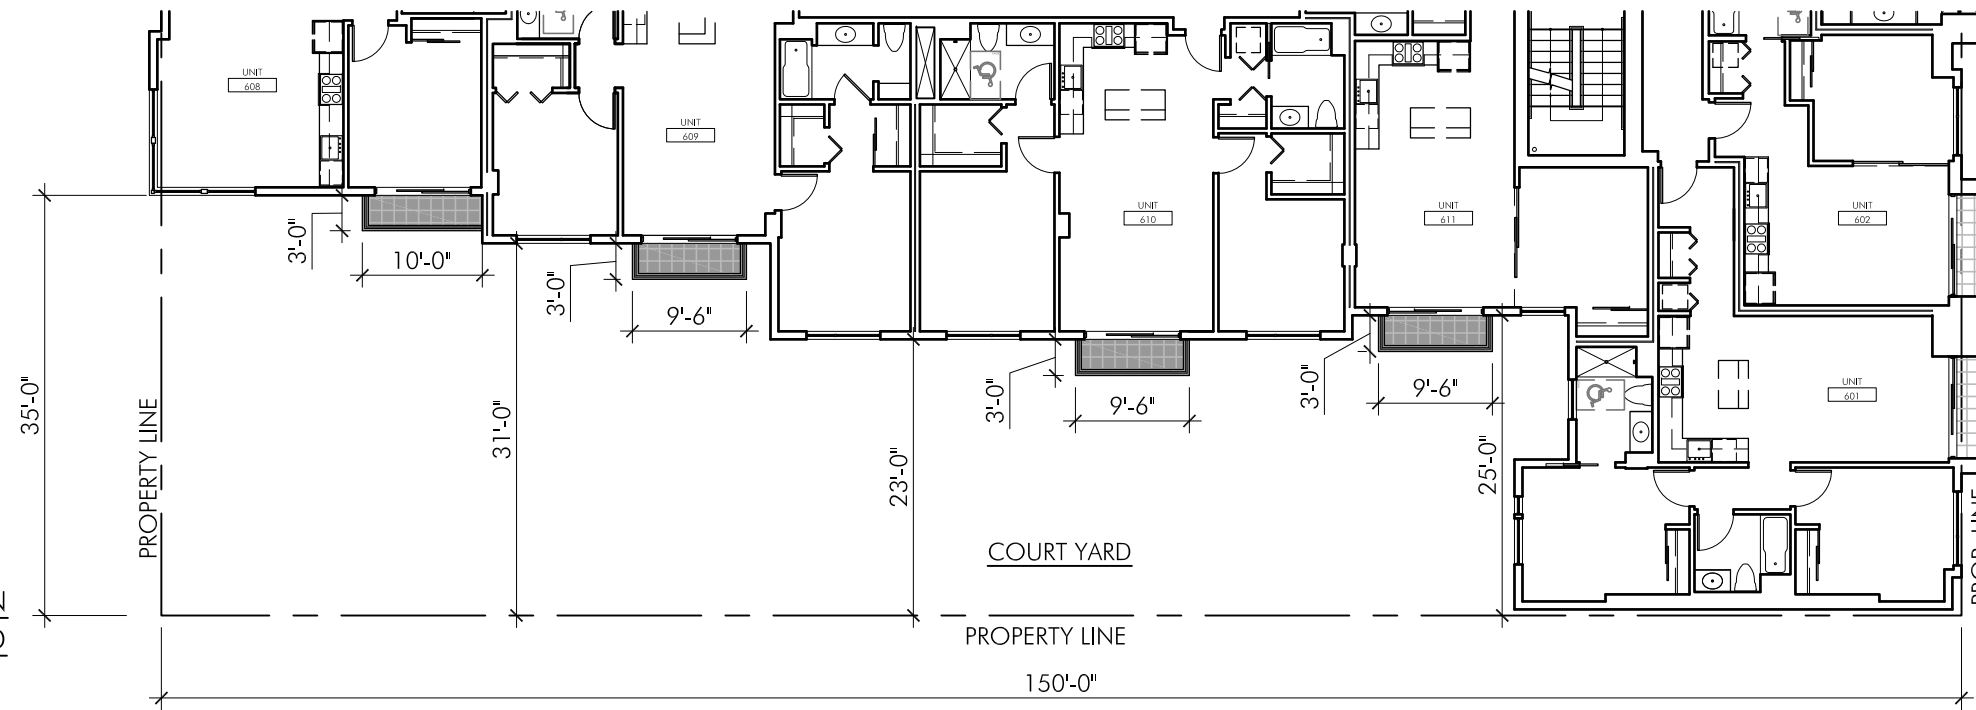 UNIT
608
UNIT
609
UNIT
610
UNIT
611
UNIT
602
UNIT
601
3'-0"
10'-0"
3'-0"
9'-6"
3'-0"
9'-6"
3'-0"
9'-6"
35'-0"
31'-0"
23'-0"
25'-0"
PROPERTY LINE
COURT YARD
PROPERTY LINE
150'-0"